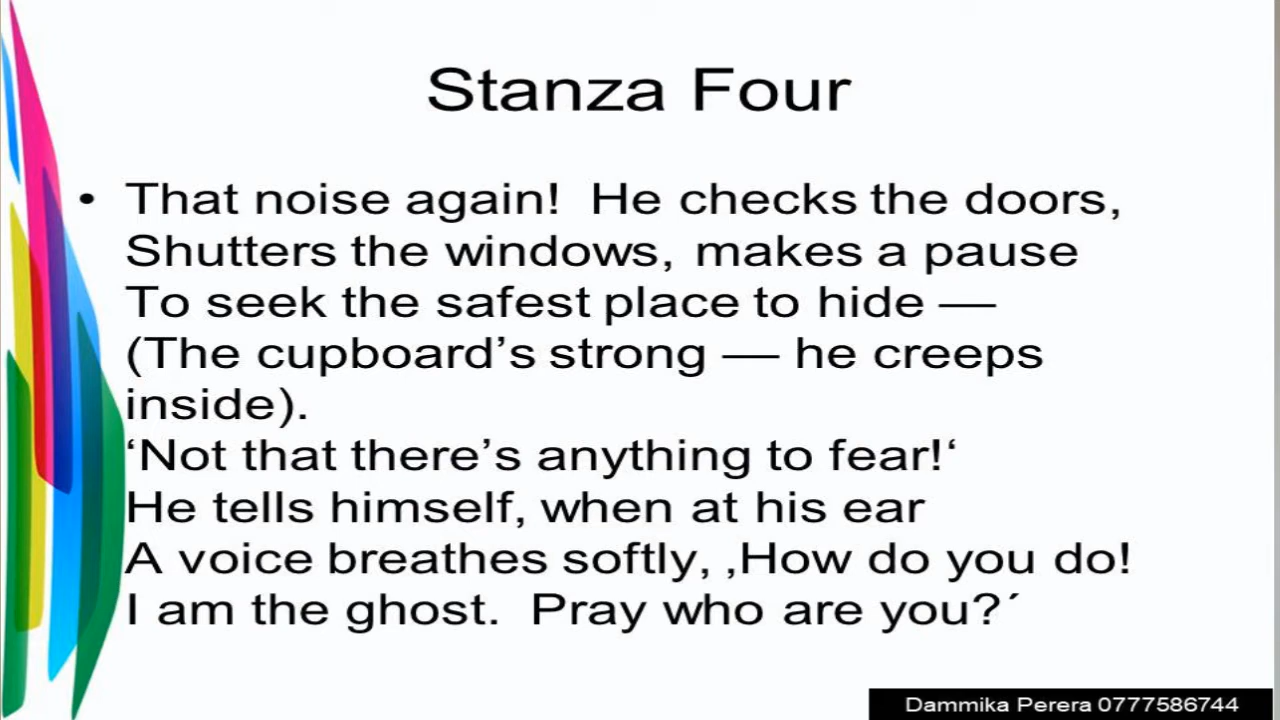 Stanza Four
• That noise again!  He checks the doors,
Shutters the windows, makes a pause
To seek the safest place to hide —
(The cupboard’s strong — he creeps
inside).
‘Not that there’s anything to fear!‘
He tells himself, when at his ear
A voice breathes softly, ‚How do you do!
I am the ghost.  Pray who are you?´
Dammika Perera 0777586744